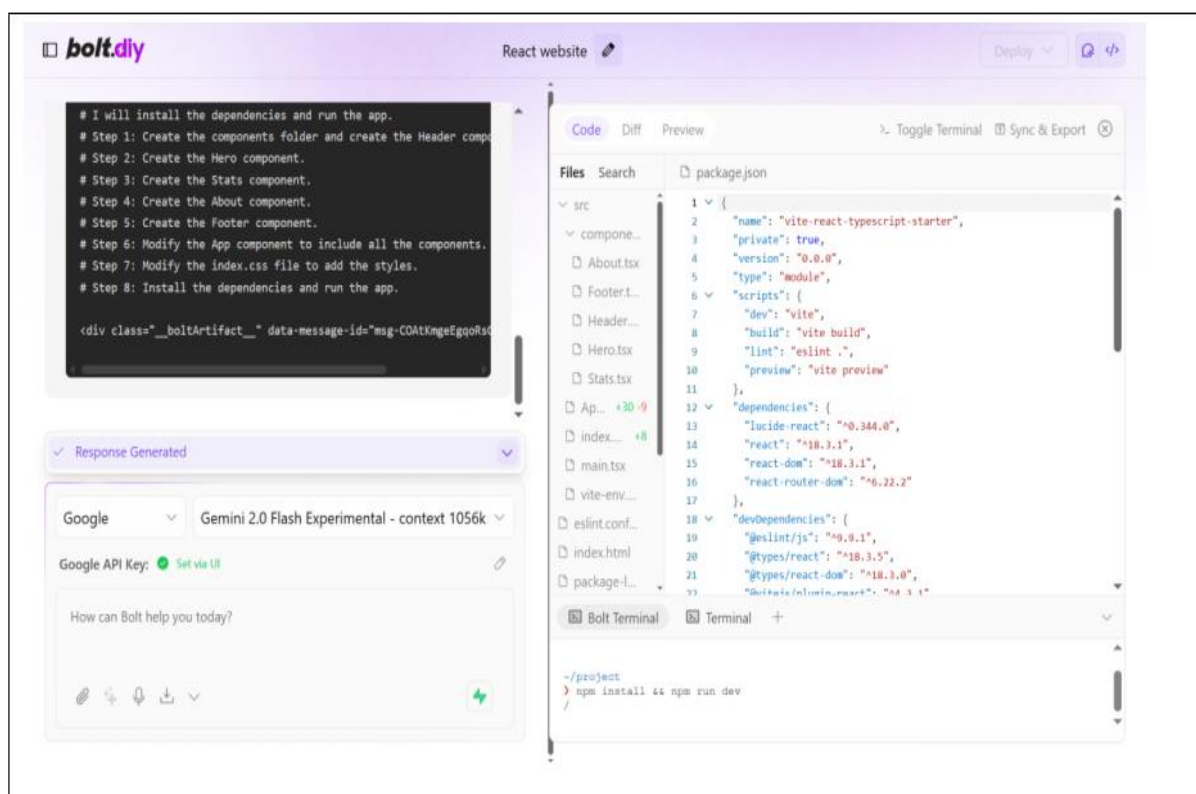 bolt.diy
React website
Deploy
# I will install the dependencies and run the app.
# Step 1: Create the components folder and create the Header compo
# Step 2: Create the Hero component.
# Step 3: Create the Stats component.
# Step 4: Create the About component.
# Step 5: Create the Footer component.
# Step 6: Modify the App component to include all the components.
# Step 7: Modify the index.css file to add the styles.
# Step 8: Install the dependencies and run the app.
<div class="__boltArtifact__" data-message-id="msg-COAtKmgeEgqoRs
Response Generated
Google
Gemini 2.0 Flash Experimental - context 1056k
Google API Key: Set via UI
How can Bolt help you today?
Code Diff Preview
Toggle Terminal Sync & Export
Files Search
src
compone...
About.tsx
Footer.t...
Header...
Hero.tsx
Stats.tsx
Ap... +30 -9
index.... +8
main.tsx
vite-env....
eslint.conf...
index.html
package-l...
package.json
1 {
2 "name": "vite-react-typescript-starter",
3 "private": true,
4 "version": "0.0.0",
5 "type": "module",
6 "scripts": {
7 "dev": "vite",
8 "build": "vite build",
9 "lint": "eslint .",
10 "preview": "vite preview"
11 },
12 "dependencies": {
13 "lucide-react": "^0.344.0",
14 "react": "^18.3.1",
15 "react-dom": "^18.3.1",
16 "react-router-dom": "^6.22.2"
17 },
18 "devDependencies": {
19 "@eslint/js": "^9.9.1",
20 "@types/react": "^18.3.5",
21 "@types/react-dom": "^18.3.0",
22 "@vitejs/plugin-react": "^4.3.1"
Bolt Terminal Terminal +
~/project
❯ npm install && npm run dev
/